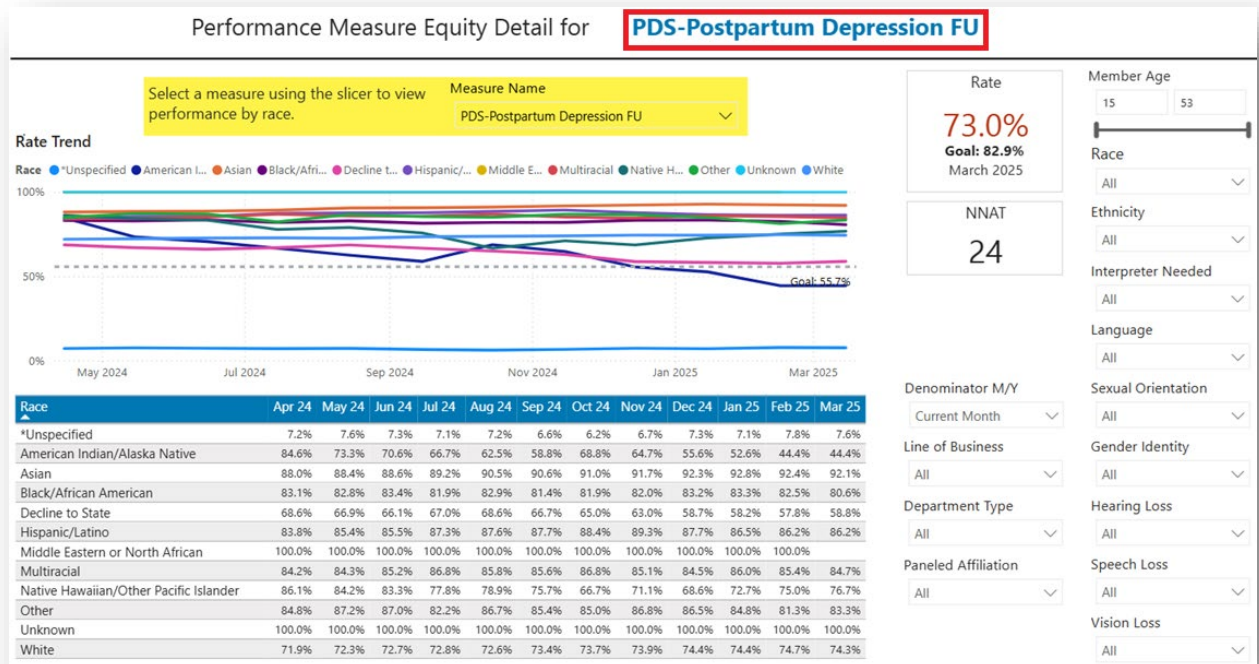 Performance Measure Equity Detail for PDS-Postpartum Depression FU
Select a measure using the slicer to view
performance by race.
Measure Name
PDS-Postpartum Depression FU
Rate Trend
Race *Unspecified American I... Asian Black/Afri... Decline t... Hispanic/... Middle E... Multiracial Native H... Other Unknown White
100%
50%
0%
Goal: 55.7%
May 2024 Jul 2024 Sep 2024 Nov 2024 Jan 2025 Mar 2025
Race Apr 24 May 24 Jun 24 Jul 24 Aug 24 Sep 24 Oct 24 Nov 24 Dec 24 Jan 25 Feb 25 Mar 25
*Unspecified 7.2% 7.6% 7.3% 7.1% 7.2% 6.6% 6.2% 6.7% 7.3% 7.1% 7.8% 7.6%
American Indian/Alaska Native 84.6% 73.3% 70.6% 66.7% 62.5% 58.8% 68.8% 64.7% 55.6% 52.6% 44.4% 44.4%
Asian 88.0% 88.4% 88.6% 89.2% 90.5% 90.6% 91.0% 91.7% 92.3% 92.8% 92.4% 92.1%
Black/African American 83.1% 82.8% 83.4% 81.9% 82.9% 81.4% 81.9% 82.0% 83.2% 83.3% 82.5% 80.6%
Decline to State 68.6% 66.9% 66.1% 67.0% 68.6% 66.7% 65.0% 63.0% 58.7% 58.2% 57.8% 58.8%
Hispanic/Latino 83.8% 85.4% 85.5% 87.3% 87.6% 87.7% 88.4% 89.3% 87.7% 86.5% 86.2% 86.2%
Middle Eastern or North African 100.0% 100.0% 100.0% 100.0% 100.0% 100.0% 100.0% 100.0% 100.0% 100.0% 100.0%
Multiracial 84.2% 84.3% 85.2% 86.8% 85.8% 85.6% 86.8% 85.1% 84.5% 86.0% 85.4% 84.7%
Native Hawaiian/Other Pacific Islander 86.1% 84.2% 83.3% 77.8% 78.9% 75.7% 66.7% 71.1% 68.6% 72.7% 75.0% 76.7%
Other 84.8% 87.2% 87.0% 82.2% 86.7% 85.4% 85.0% 86.8% 86.5% 84.8% 81.3% 83.3%
Unknown 100.0% 100.0% 100.0% 100.0% 100.0% 100.0% 100.0% 100.0% 100.0% 100.0% 100.0% 100.0%
White 71.9% 72.3% 72.7% 72.8% 72.6% 73.4% 73.7% 73.9% 74.4% 74.4% 74.7% 74.3%
Rate
73.0%
Goal: 82.9%
March 2025
NNAT
24
Denominator M/Y
Current Month
Line of Business
All
Department Type
All
Paneled Affiliation
All
Member Age
15 53
Race
All
Ethnicity
All
Interpreter Needed
All
Language
All
Sexual Orientation
All
Gender Identity
All
Hearing Loss
All
Speech Loss
All
Vision Loss
All